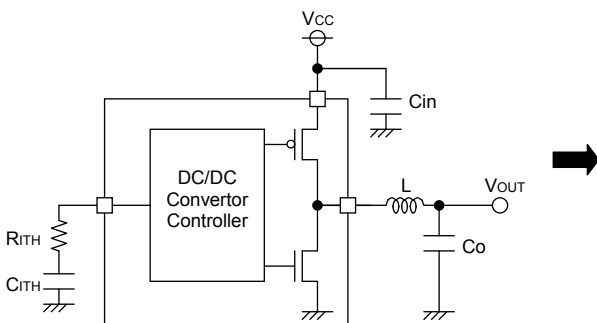 VCC
Cin
DC/DC
Convertor
Controller
L
VOUT
RITH
Co
CITH